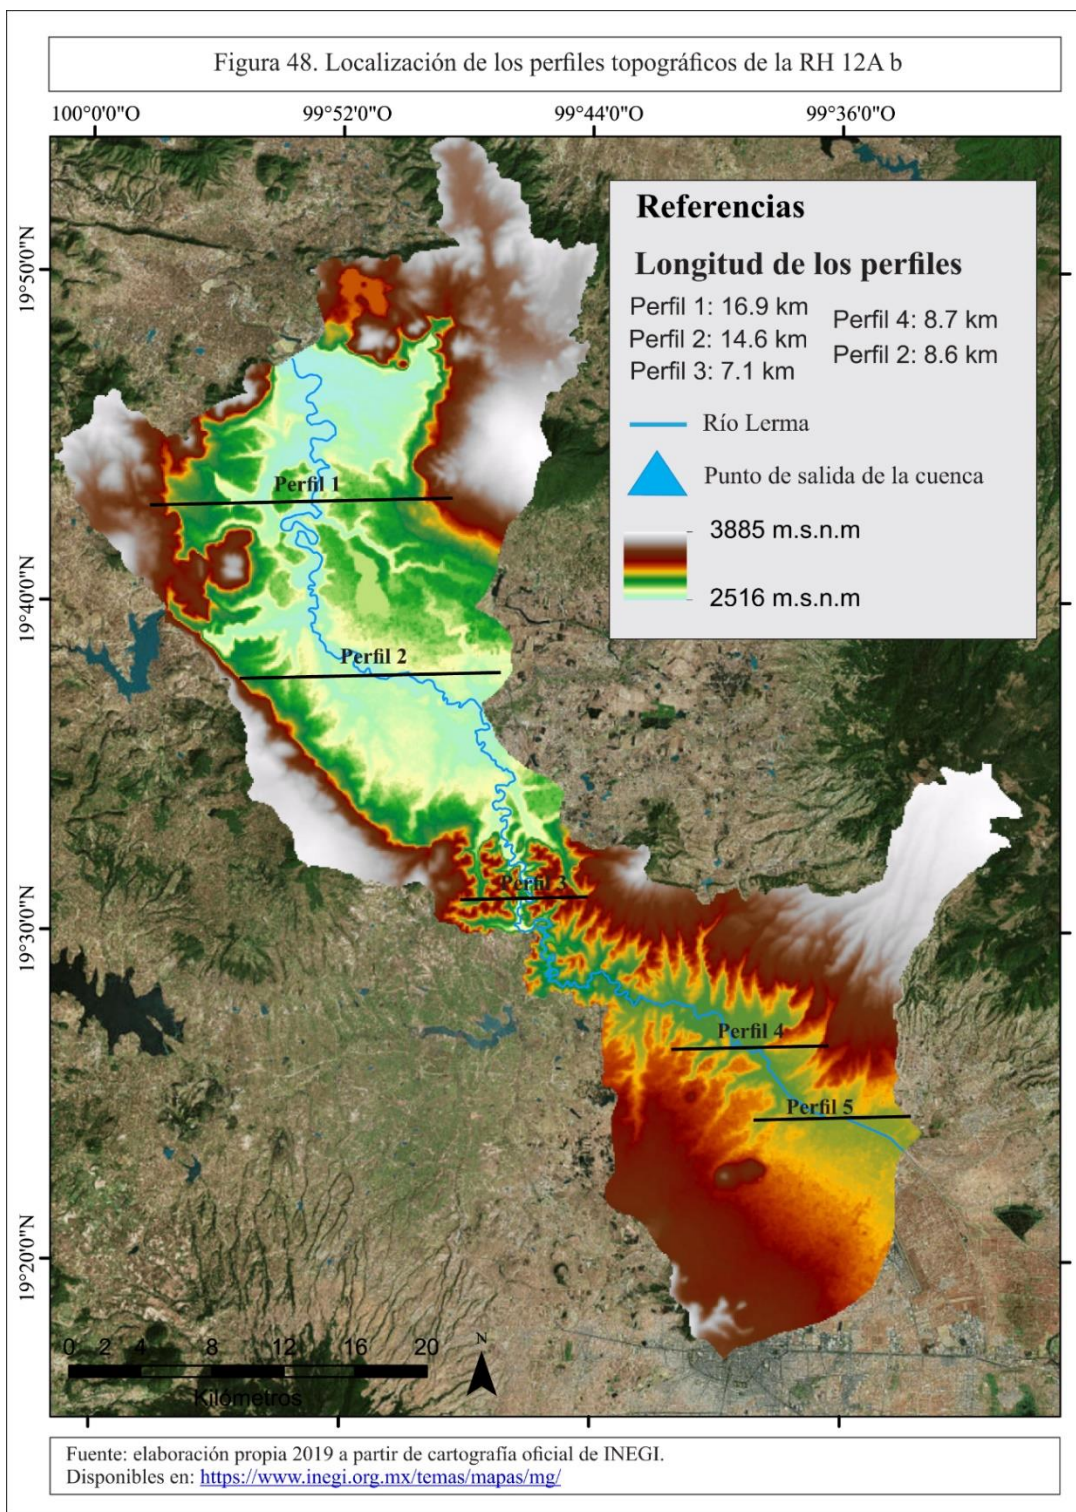 Figura 48. Localización de los perfiles topográficos de la RH 12A b
100°0'0"O 99°52'0"O 99°44'0"O 99°36'0"O
19°50'0"N
19°40'0"N
19°30'0"N
19°20'0"N
Referencias
Longitud de los perfiles
Perfil 1: 16.9 km
Perfil 2: 14.6 km
Perfil 3: 7.1 km
Perfil 4: 8.7 km
Perfil 2: 8.6 km
Río Lerma
Punto de salida de la cuenca
3885 m.s.n.m
2516 m.s.n.m
Perfil 1
Perfil 2
Perfil 3
Perfil 4
Perfil 5
0 2 4 8 12 16 20
Kilómetros
N
Fuente: elaboración propia 2019 a partir de cartografía oficial de INEGI.
Disponibles en: https://www.inegi.org.mx/temas/mapas/mg/